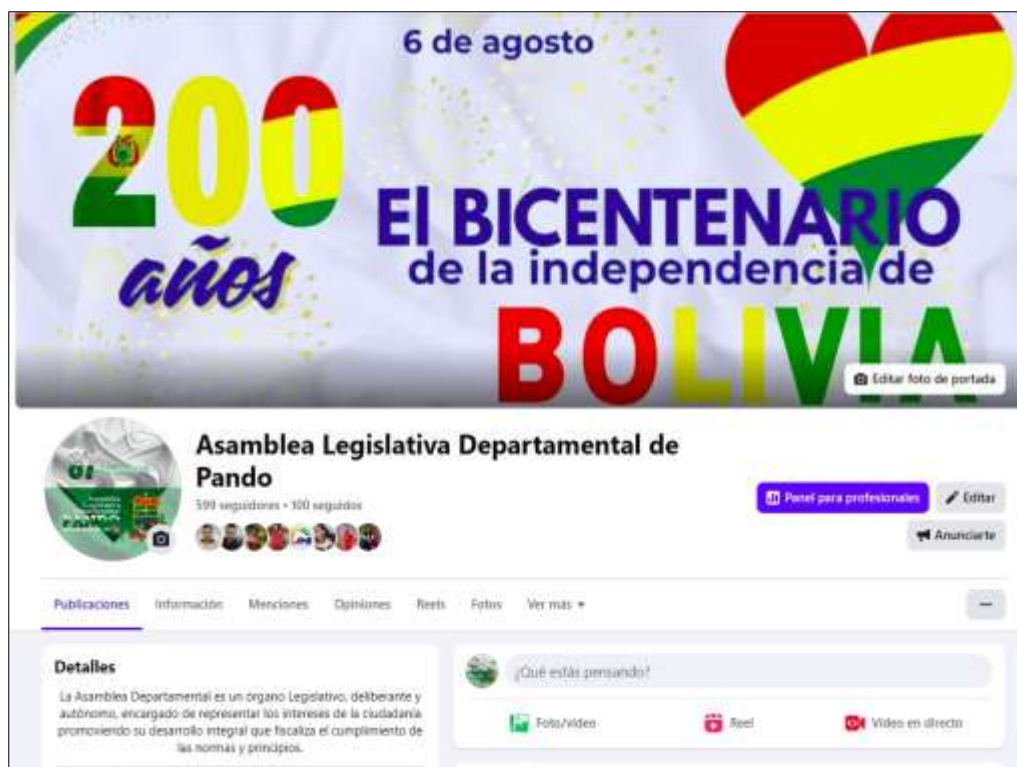 6 de agosto
200
años
El BICENTENARIO
de la independencia de
BOLIVIA
Editar foto de portada
Asamblea Legislativa Departamental de
Pando
599 seguidores • 100 seguidos
Panel para profesionales
Editar
Anunciarte
Publicaciones Información Menciones Opiniones Reels Fotos Ver más
Detalles
La Asamblea Departamental es un órgano Legislativo, deliberante y
autónomo, encargado de representar los intereses de la ciudadanía
promoviendo su desarrollo integral que fiscaliza el cumplimiento de
las normas y principios.
¿Qué estás pensando?
Foto/video Reel Video en directo